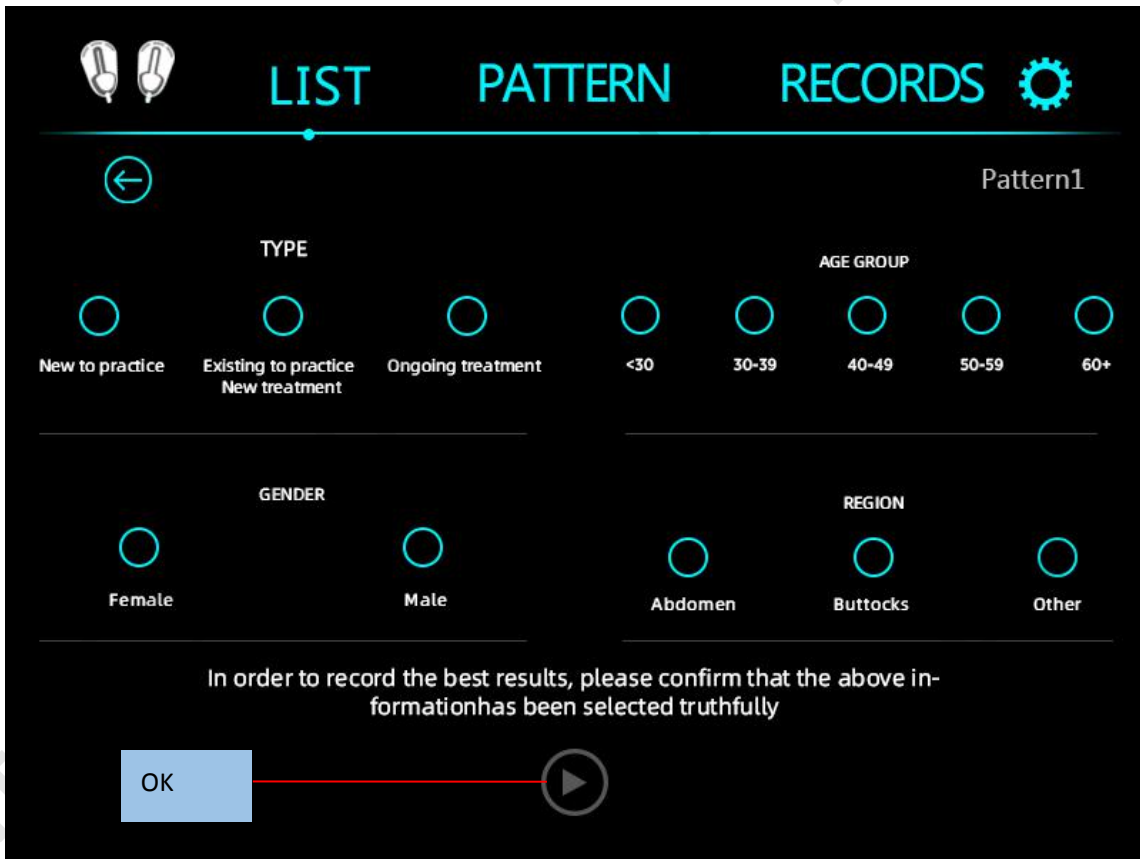 LIST PATTERN RECORDS
Pattern1
TYPE
New to practice
Existing to practice
New treatment
Ongoing treatment
AGE GROUP
<30 30-39 40-49 50-59 60+
GENDER
Female Male
REGION
Abdomen Buttocks Other
In order to record the best results, please confirm that the above in-
formationhas been selected truthfully
OK